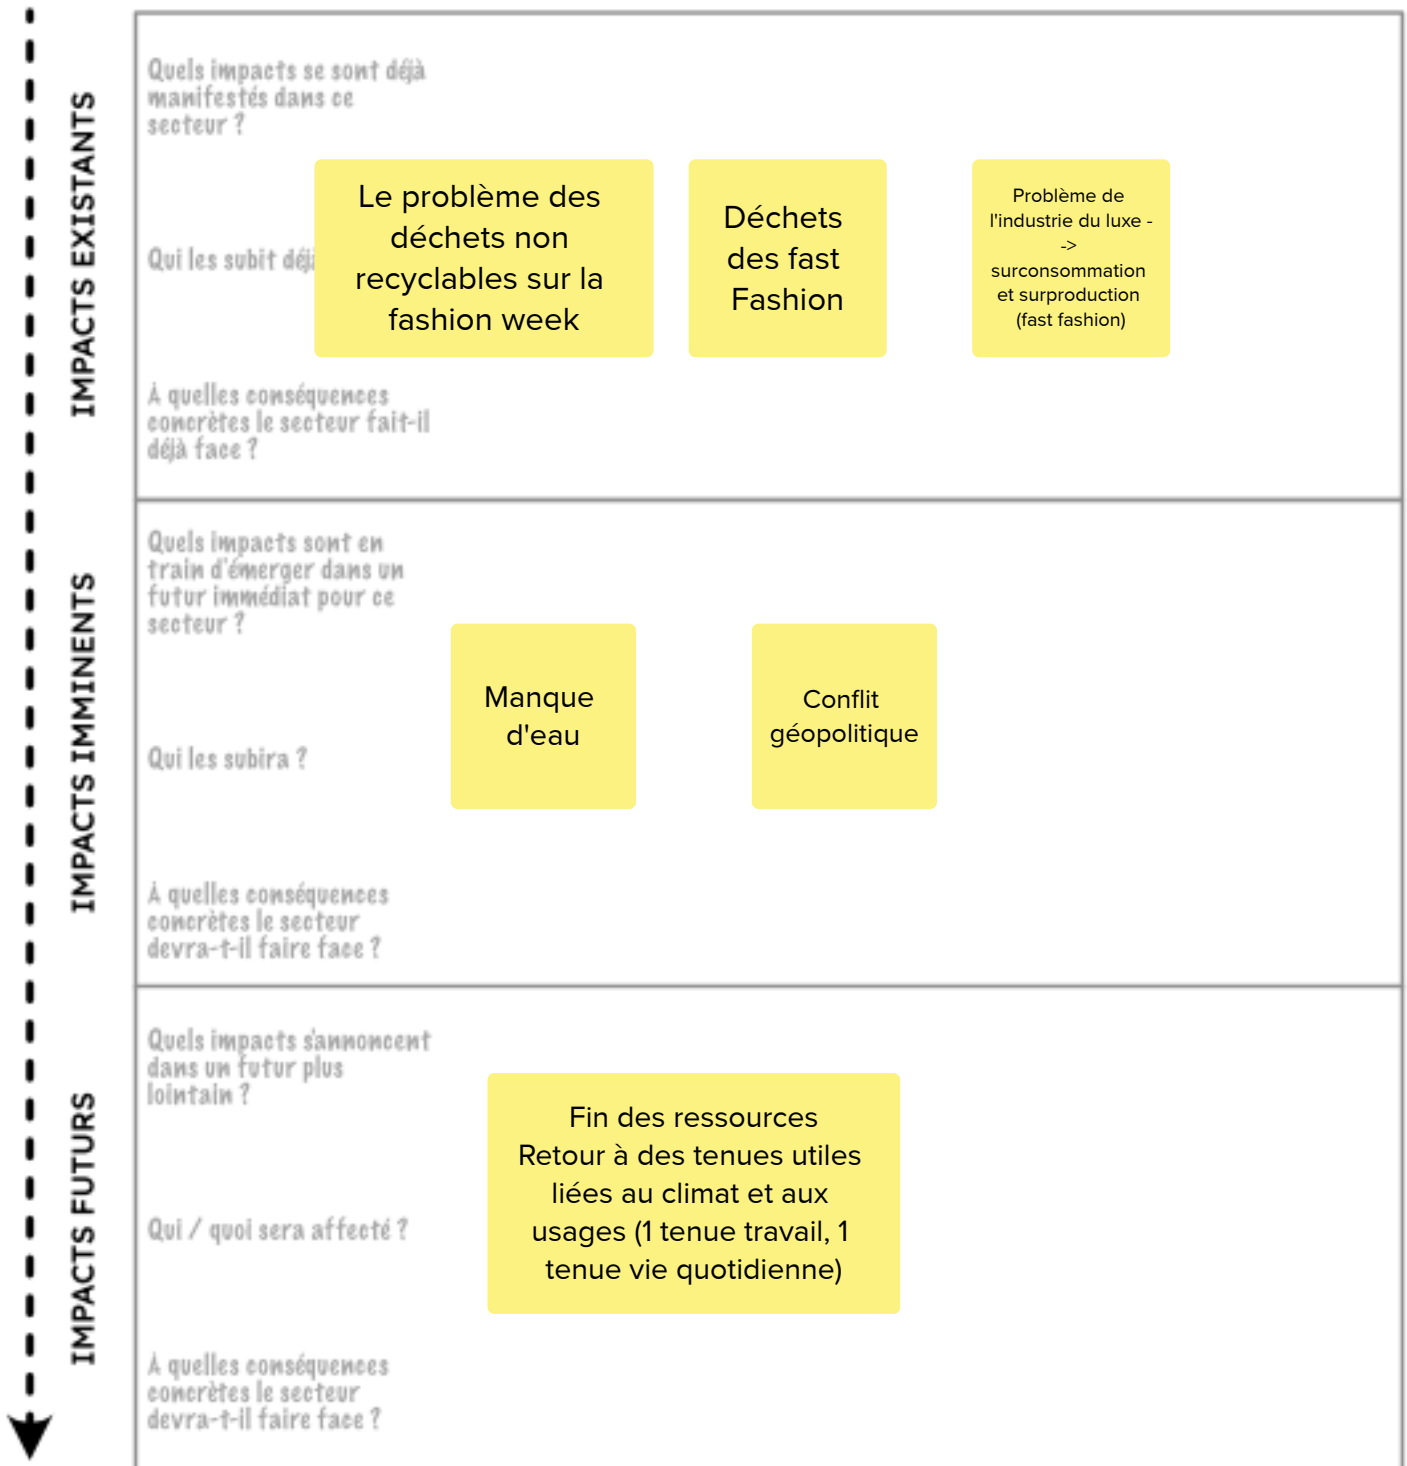 IMPACTS EXISTANTS
Quels impacts se sont déjà
manifestés dans ce
secteur ?
Qui les subit déj
À quelles conséquences
concrètes le secteur fait-il
déjà face ?
Le problème des
déchets non
recyclables sur la
fashion week
Déchets
des fast
Fashion
Problème de
l'industrie du luxe -
->
surconsommation
et surproduction
(fast fashion)
IMPACTS IMMINENTS
Quels impacts sont en
train d'émerger dans un
futur immédiat pour ce
secteur ?
Qui les subira ?
À quelles conséquences
concrètes le secteur
devra-t-il faire face ?
Manque
d'eau
Conflit
géopolitique
IMPACTS FUTURS
Quels impacts s'annoncent
dans un futur plus
lointain ?
Qui / quoi sera affecté ?
À quelles conséquences
concrètes le secteur
devra-t-il faire face ?
Fin des ressources
Retour à des tenues utiles
liées au climat et aux
usages (1 tenue travail, 1
tenue vie quotidienne)